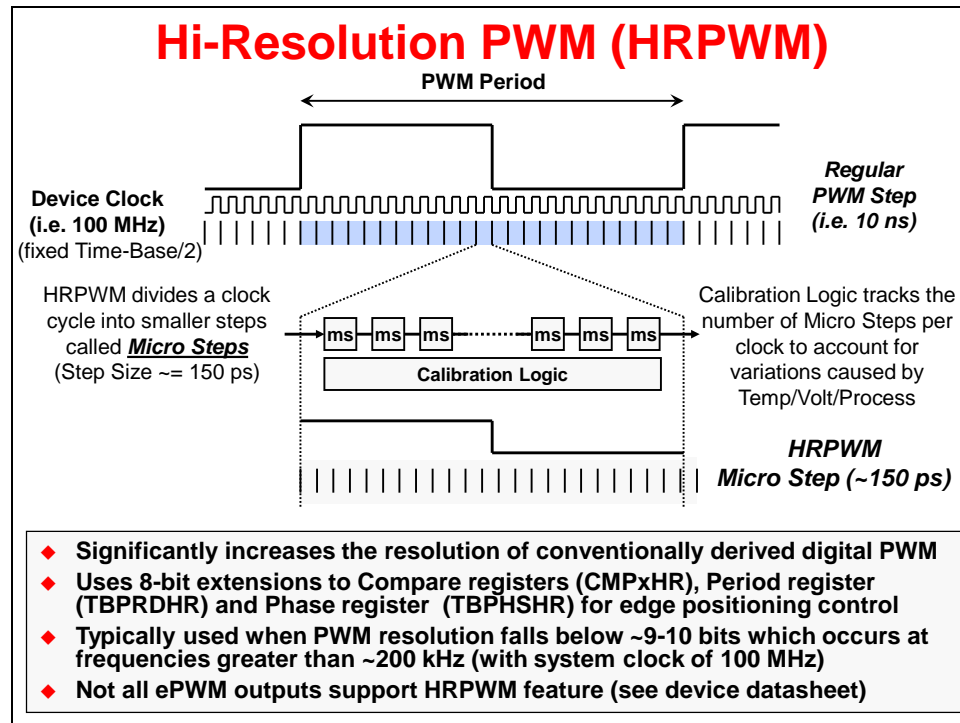 Hi-Resolution PWM (HRPWM)
PWM Period
Device Clock
(i.e. 100 MHz)
(fixed Time-Base/2)
Regular
PWM Step
(i.e. 10 ns)
HRPWM divides a clock
cycle into smaller steps
called Micro Steps
(Step Size ~= 150 ps)
ms ms ms ms ms ms
Calibration Logic
Calibration Logic tracks the
number of Micro Steps per
clock to account for
variations caused by
Temp/Volt/Process
HRPWM
Micro Step (~150 ps)
◆ Significantly increases the resolution of conventionally derived digital PWM
◆ Uses 8-bit extensions to Compare registers (CMPxHR), Period register
(TBPRDHR) and Phase register (TBPHSHR) for edge positioning control
◆ Typically used when PWM resolution falls below ~9-10 bits which occurs at
frequencies greater than ~200 kHz (with system clock of 100 MHz)
◆ Not all ePWM outputs support HRPWM feature (see device datasheet)